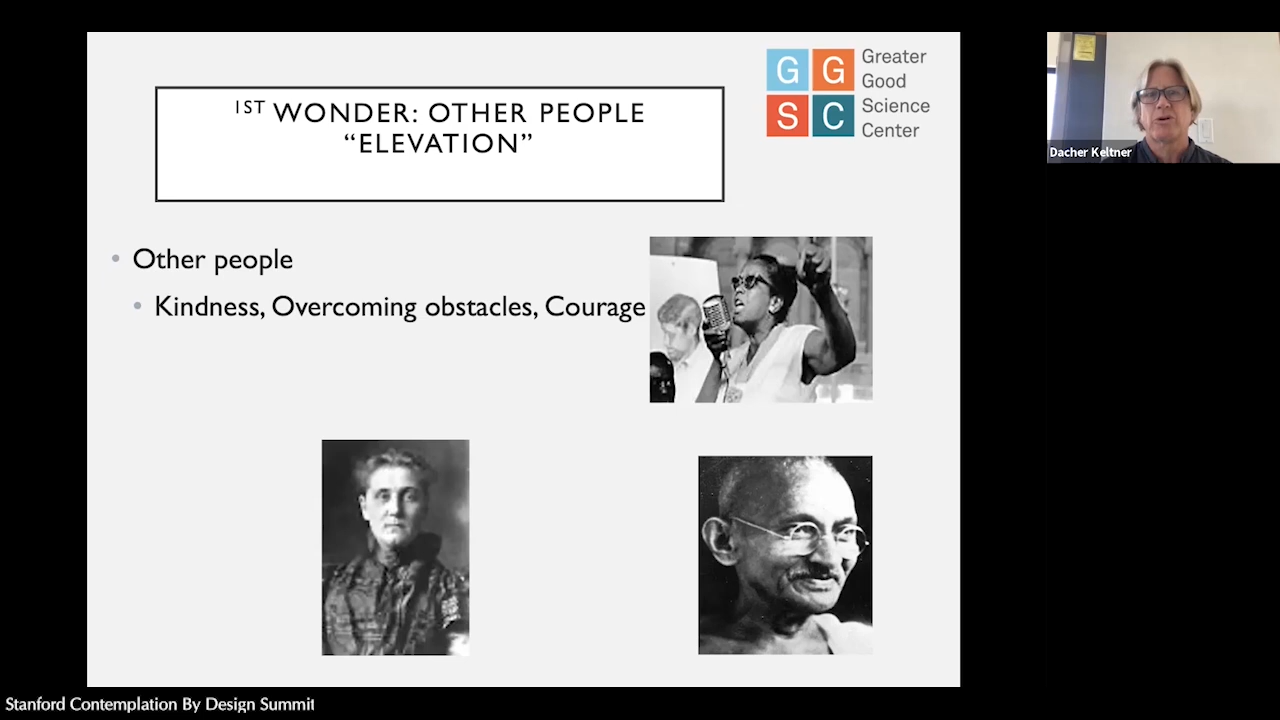 1ST WONDER: OTHER PEOPLE
“ELEVATION”
G G
S C
Greater
Good
Science
Center
• Other people
• Kindness, Overcoming obstacles, Courage
Dacher Keltner
Stanford Contemplation By Design Summit